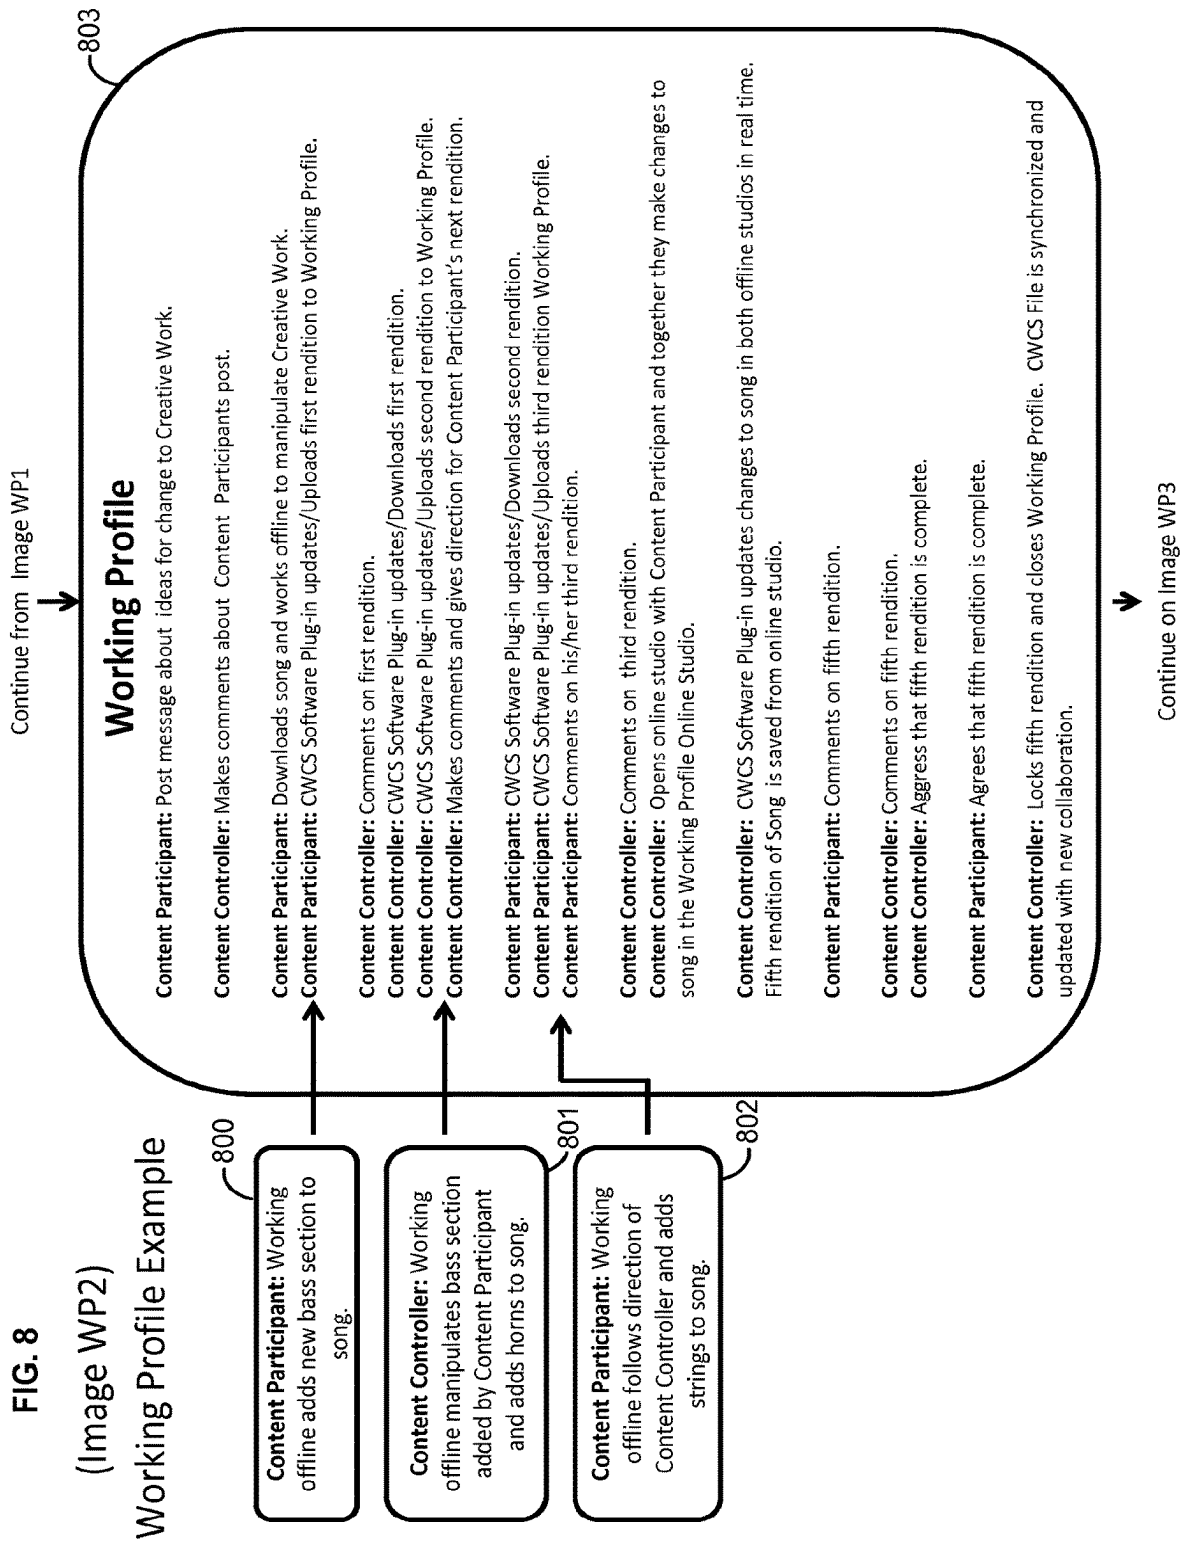 FIG. 8
(Image WP2)
Working Profile Example
Continue from  Image WP1
803
Working Profile
Content Participant: Post message about  ideas for change to Creative Work.
Content Controller: Makes comments about  Content  Participants post.
Content Participant: Downloads song and works offline to manipulate Creative Work.
Content Participant: CWCS Software Plug-in updates/Uploads first rendition to Working Profile.
Content Controller: Comments on first rendition.
Content Controller: CWCS Software Plug-in updates/Downloads first rendition.
Content Controller: CWCS Software Plug-in updates/Uploads second rendition to Working Profile.
Content Controller: Makes comments and gives direction for Content Participant's next rendition.
Content Participant: CWCS Software Plug-in updates/Downloads second rendition.
Content Participant: CWCS Software Plug-in updates/Uploads third rendition Working Profile.
Content Participant: Comments on his/her third rendition.
Content Controller: Comments on  third rendition.
Content Controller:  Opens online studio with Content Participant and together they make changes to
song in the Working Profile Online Studio.
Content Controller:  CWCS Software Plug-in updates changes to song in both offline studios in real time.
Fifth rendition of Song  is saved from online studio.
Content Participant: Comments on fifth rendition.
Content Controller: Comments on fifth rendition.
Content Controller: Aggress that fifth rendition is complete.
Content Participant: Agrees that fifth rendition is complete.
Content Controller:  Locks fifth rendition and closes Working Profile.  CWCS File is synchronized and
updated with new collaboration.
800
Content Participant: Working
offline adds new bass section to
song.
801
Content Controller: Working
offline manipulates bass section
added by Content Participant
and adds horns to song.
802
Content Participant: Working
offline follows direction of
Content Controller and adds
strings to song.
Continue on Image WP3